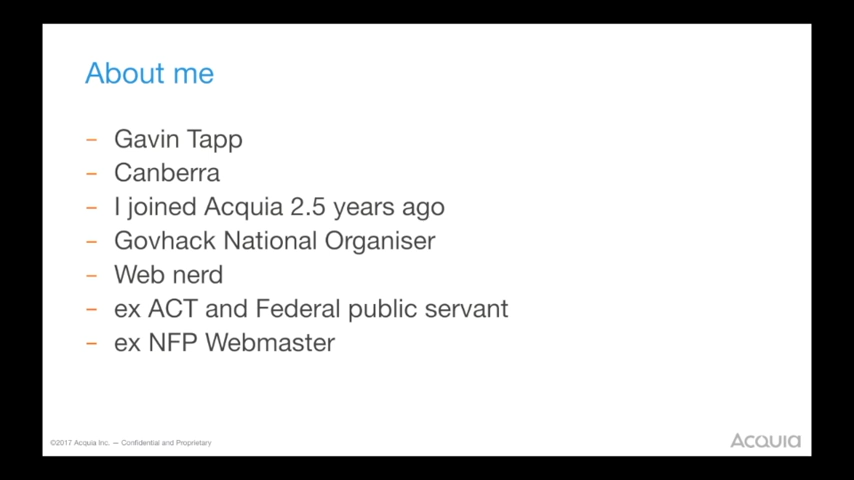 About me
– Gavin Tapp
– Canberra
– I joined Acquia 2.5 years ago
– Govhack National Organiser
– Web nerd
– ex ACT and Federal public servant
– ex NFP Webmaster
©2017 Acquia Inc. — Confidential and Proprietary
Acquia